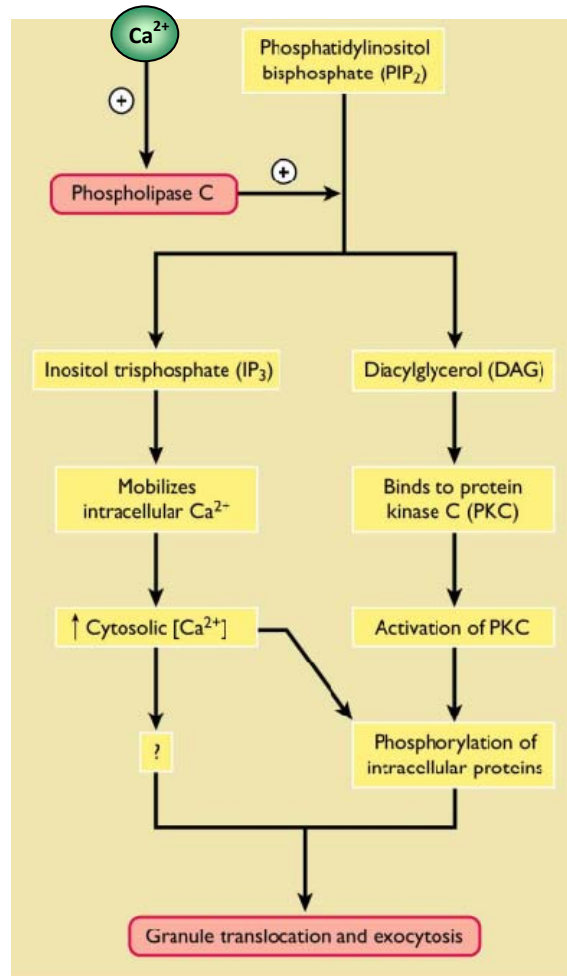 Ca²⁺
Phosphatidylinositol
bisphosphate (PIP₂)
+
+
Phospholipase C
Inositol trisphosphate (IP₃)
Diacylglycerol (DAG)
Mobilizes
intracellular Ca²⁺
Binds to protein
kinase C (PKC)
↑ Cytosolic [Ca²⁺]
Activation of PKC
?
Phosphorylation of
intracellular proteins
Granule translocation and exocytosis